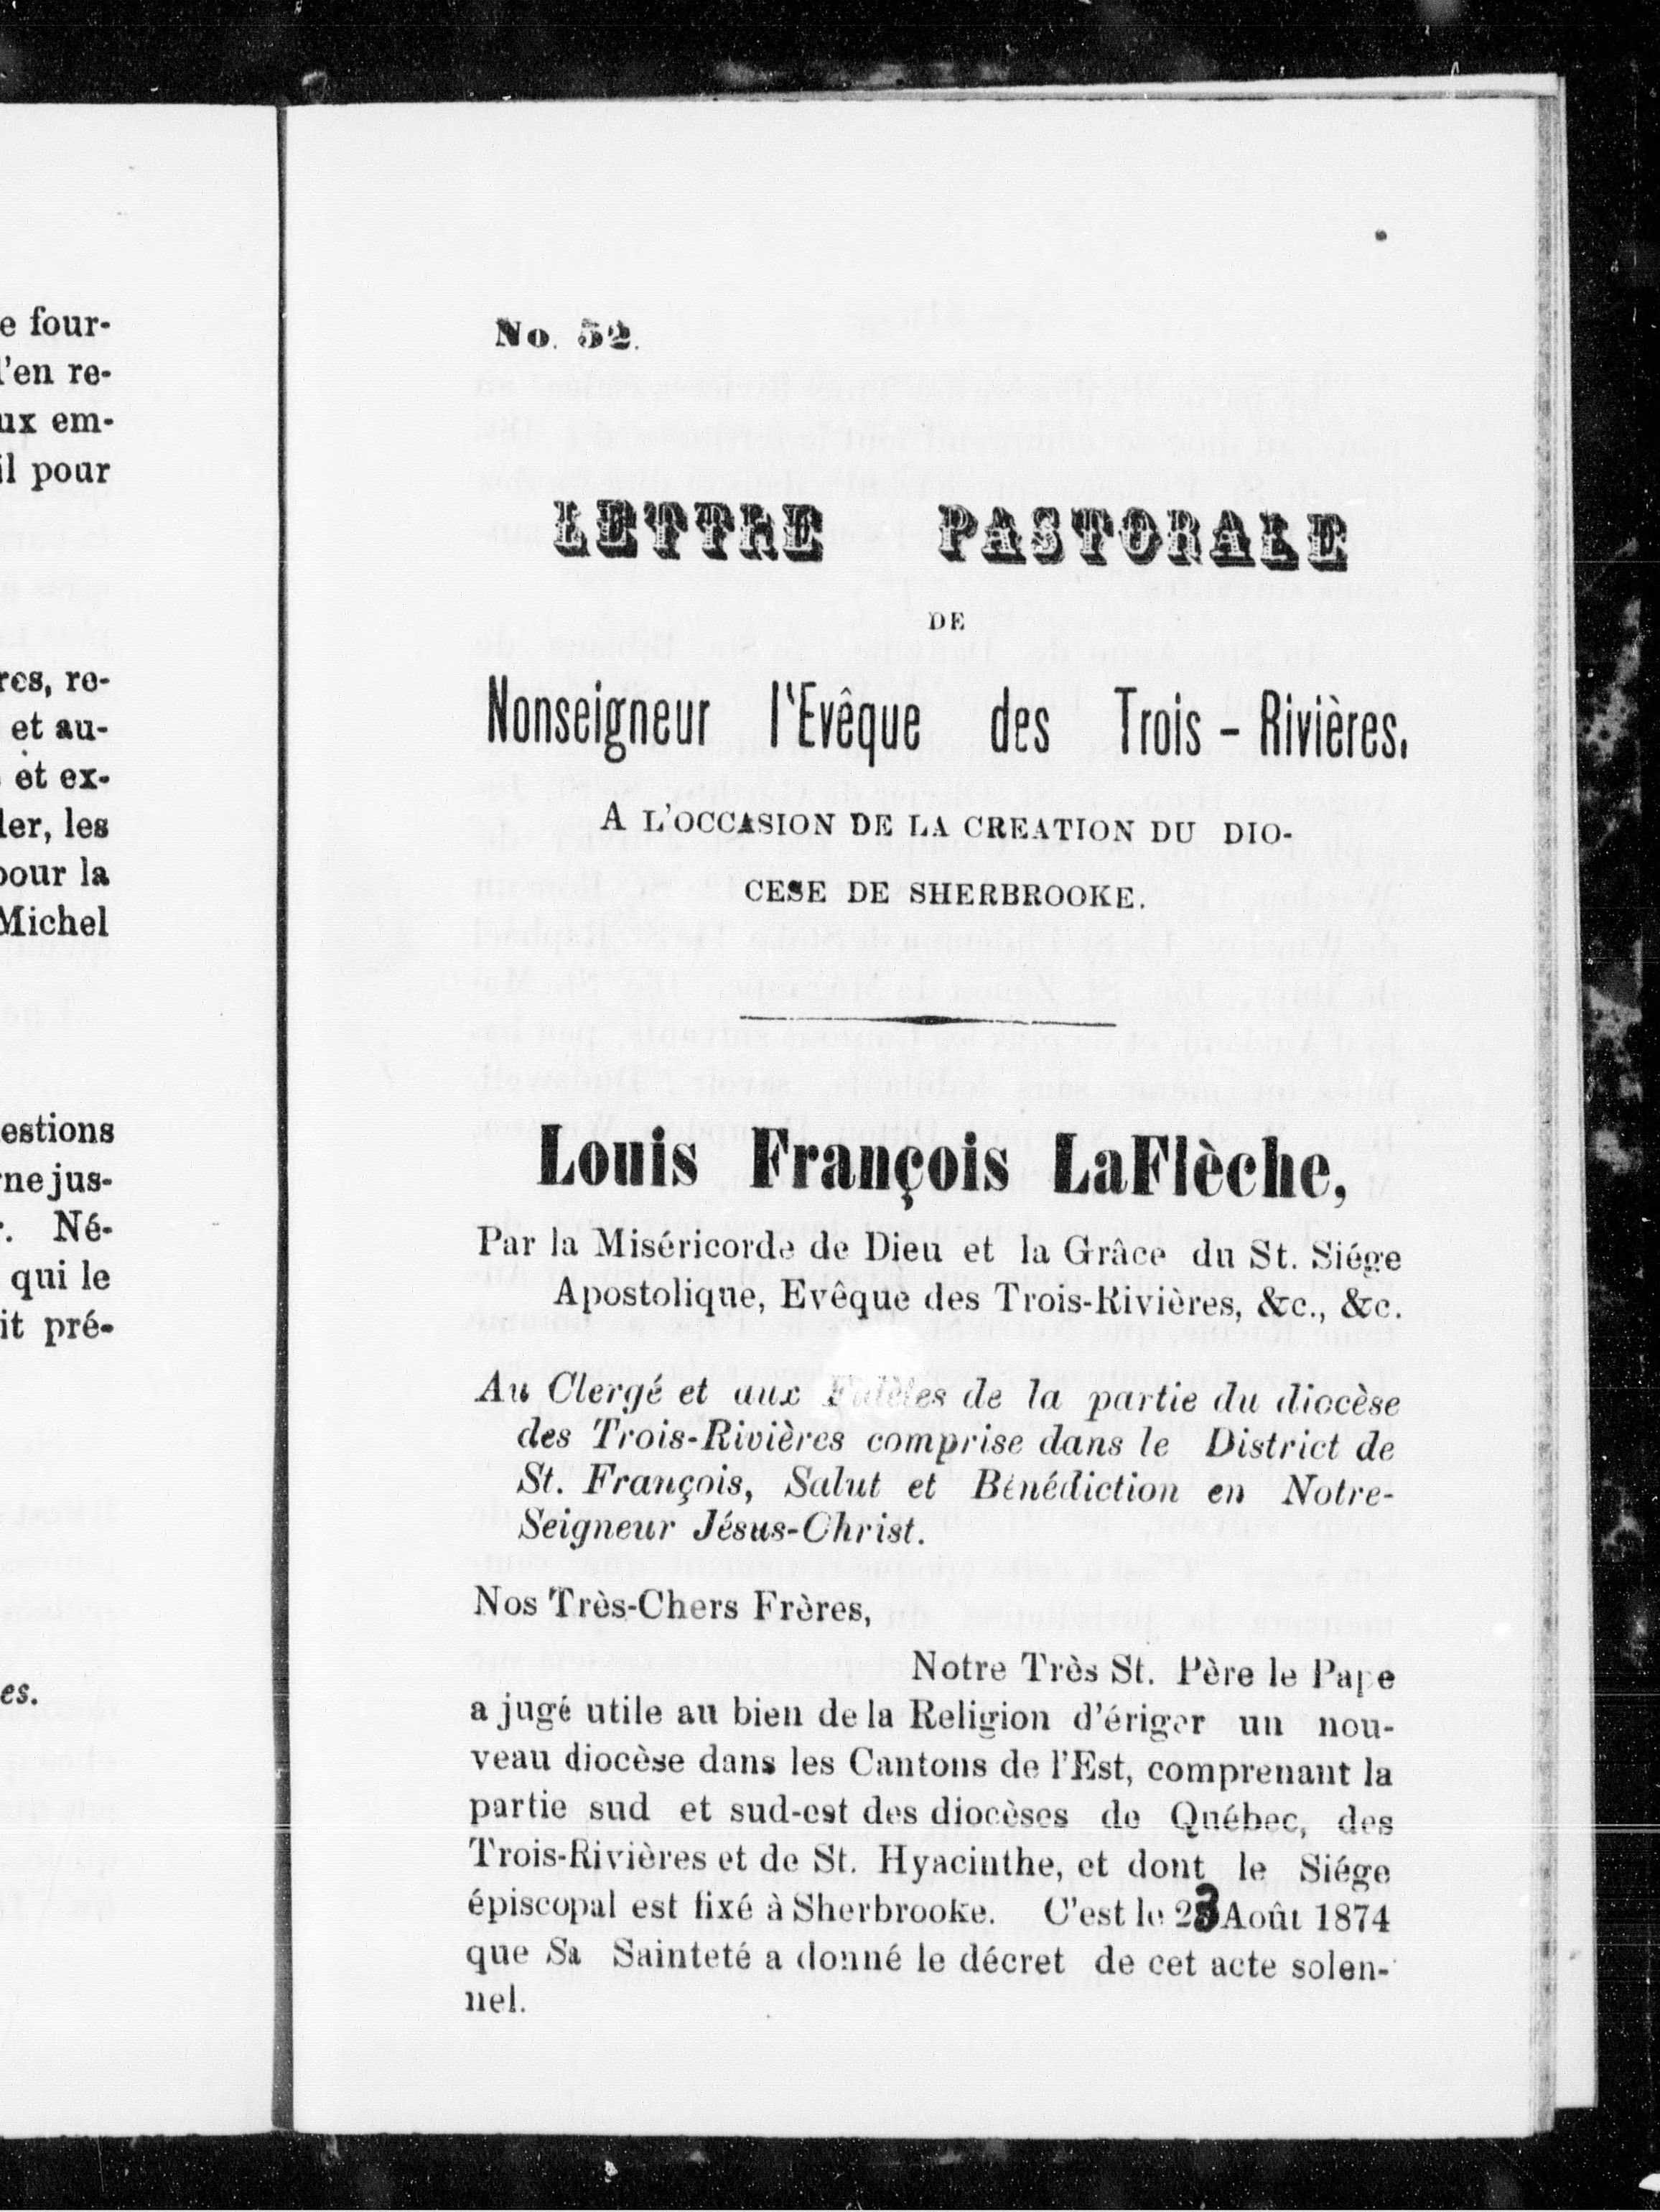 e four-
l'en re-
ux em-
il pour
res, re-
et au-
et ex-
ler, les
pour la
Michel
estions
rne jus-
r. Né-
qui le
it pré-
es.
No. 52.
LETTRE PASTORALE
DE
Nonseigneur l'Evêque des Trois-Rivières.
A L'OCCASION DE LA CREATION DU DIO-
CESE DE SHERBROOKE.
Louis François LaFlèche,
Par la Miséricorde de Dieu et la Grâce du St. Siége
Apostolique, Evêque des Trois-Rivières, &c., &c.
Au Clergé et aux Fidèles de la partie du diocèse
des Trois-Rivières comprise dans le District de
St. François, Salut et Bénédiction en Notre-
Seigneur Jésus-Christ.
Nos Très-Chers Frères,
Notre Très St. Père le Pape
a jugé utile au bien de la Religion d'ériger un nou-
veau diocèse dans les Cantons de l'Est, comprenant la
partie sud et sud-est des diocèses de Québec, des
Trois-Rivières et de St. Hyacinthe, et dont le Siége
épiscopal est fixé à Sherbrooke. C'est le 23 Août 1874
que Sa Sainteté a donné le décret de cet acte solen-
nel.